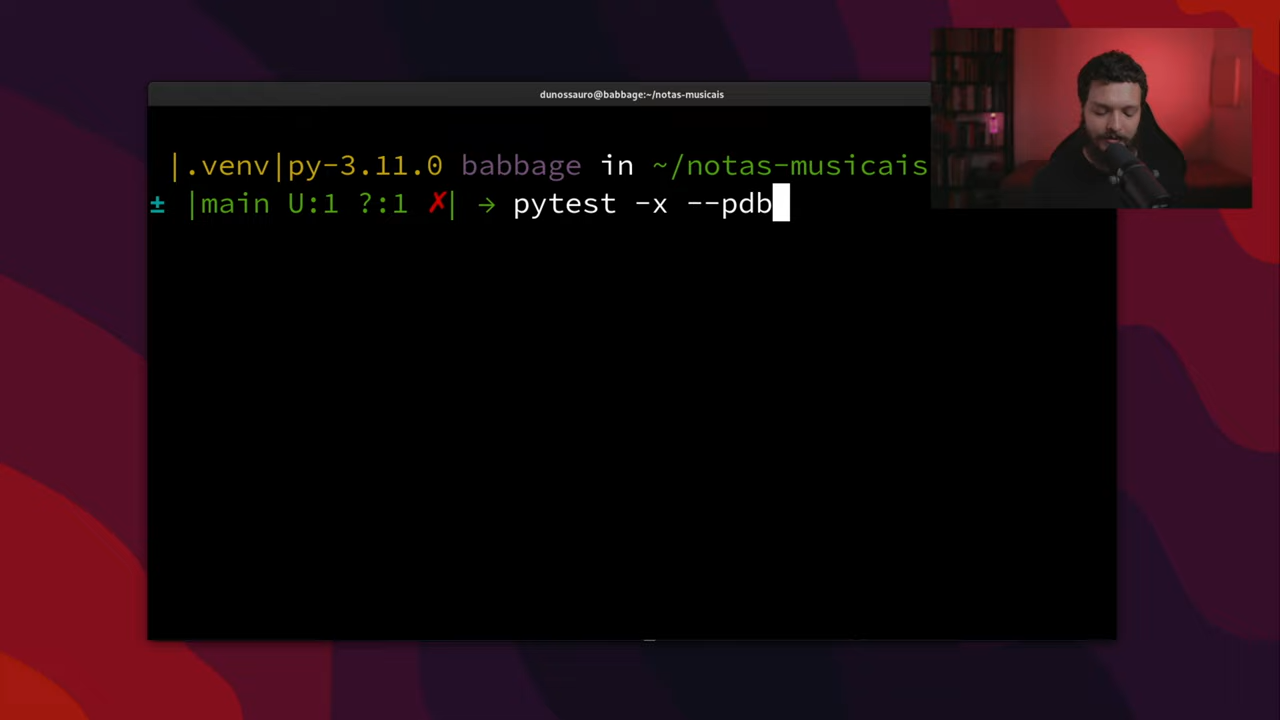 dunossauro@babbage:~/notas-musicais
|.venv|py-3.11.0 babbage in ~/notas-musicais
± |main U:1 ?:1 ✗| → pytest -x --pdb